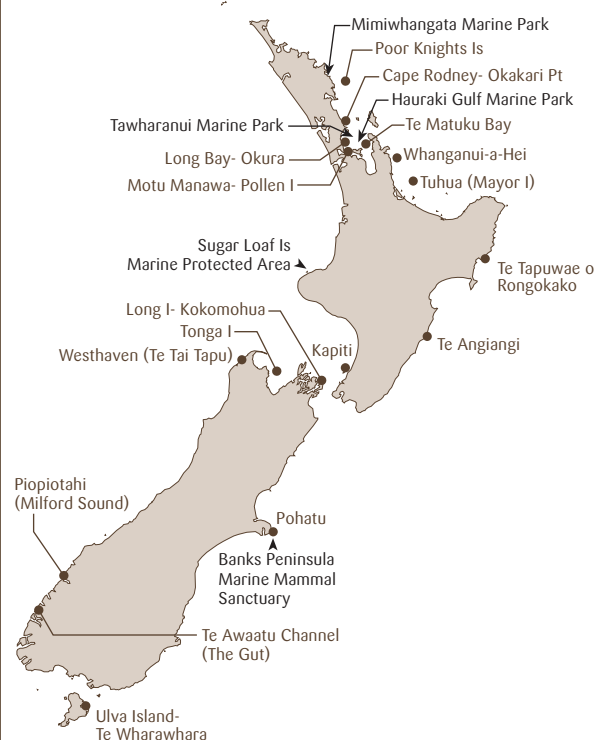 Mimiwhangata Marine Park
Poor Knights Is
Cape Rodney- Okakari Pt
Hauraki Gulf Marine Park
Tawharanui Marine Park
Te Matuku Bay
Long Bay- Okura
Whanganui-a-Hei
Motu Manawa- Pollen I
Tuhua (Mayor I)
Sugar Loaf Is
Marine Protected Area
Te Tapuwae o
Rongokako
Long I- Kokomohua
Tonga I
Westhaven (Te Tai Tapu)
Kapiti
Te Angiangi
Piopiotahi
(Milford Sound)
Pohatu
Banks Peninsula
Marine Mammal
Sanctuary
Te Awaatu Channel
(The Gut)
Ulva Island-
Te Wharawhara